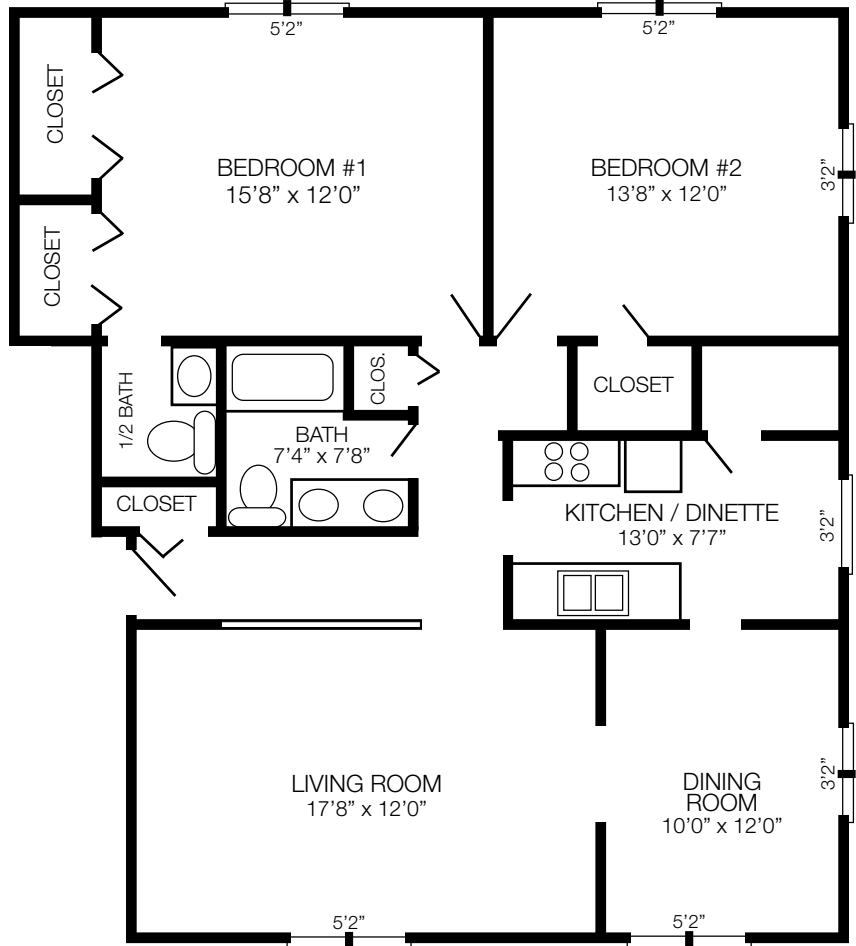 5’2”
5’2”
CLOSET
BEDROOM #1
15’8” x 12’0”
BEDROOM #2
13’8” x 12’0”
3’2”
CLOSET
1/2 BATH
CLOS.
CLOSET
BATH
7’4” x 7’8”
CLOSET
KITCHEN / DINETTE
13’0” x 7’7”
3’2”
LIVING ROOM
17’8” x 12’0”
DINING
ROOM
10’0” x 12’0”
3’2”
5’2”
5’2”